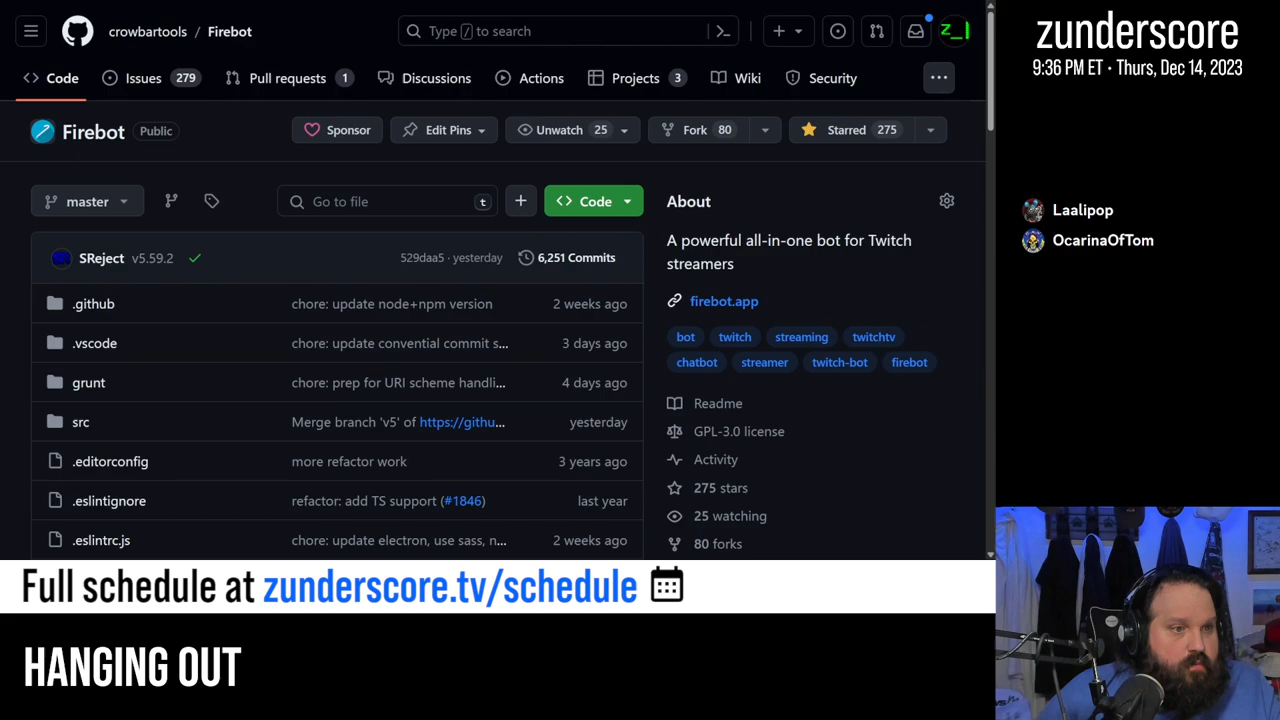 crowbartools / Firebot
Type / to search
z_|
Code
Issues 279
Pull requests 1
Discussions
Actions
Projects 3
Wiki
Security
Firebot Public
Sponsor
Edit Pins
Unwatch 25
Fork 80
Starred 275
master
Go to file t
Code
About
A powerful all-in-one bot for Twitch
streamers
firebot.app
bot twitch streaming twitchtv
chatbot streamer twitch-bot firebot
Readme
GPL-3.0 license
Activity
275 stars
25 watching
80 forks
SReject v5.59.2 529daa5 · yesterday 6,251 Commits
.github chore: update node+npm version 2 weeks ago
.vscode chore: update convential commit s... 3 days ago
grunt chore: prep for URI scheme handli... 4 days ago
src Merge branch 'v5' of https://githu... yesterday
.editorconfig more refactor work 3 years ago
.eslintignore refactor: add TS support (#1846) last year
.eslintrc.js chore: update electron, use sass, n... 2 weeks ago
zunderscore
9:36 PM ET • Thurs, Dec 14, 2023
Laalipop
OcarinaOfTom
Full schedule at zunderscore.tv/schedule
HANGING OUT